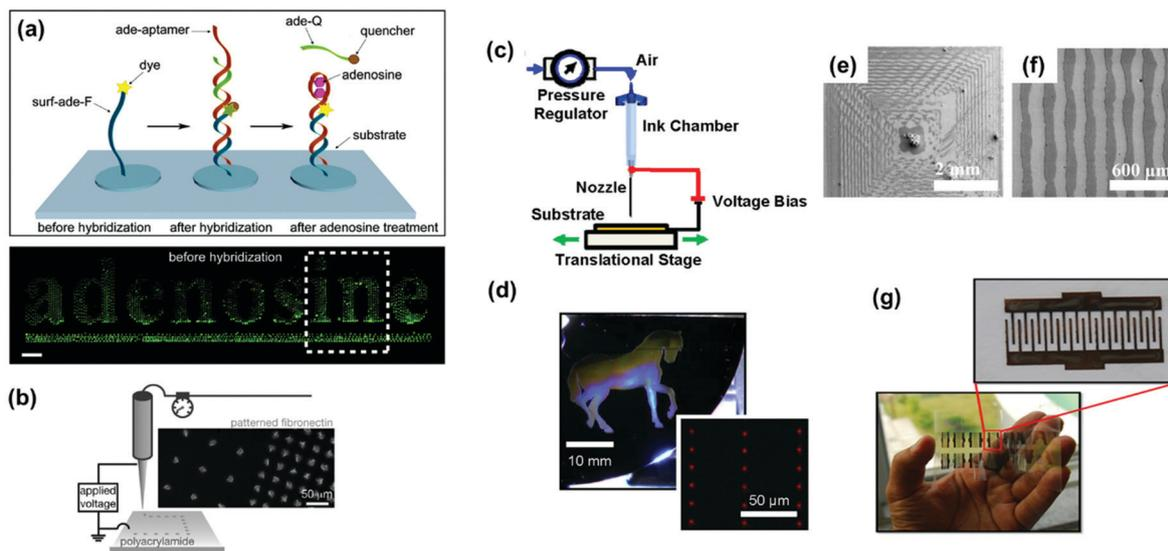 (a)
ade-Q
ade-aptamer
quencher
dye
adenosine
surf-ade-F
substrate
before hybridization
after hybridization
after adenosine treatment
before hybridization
adenosine
(b)
patterned fibronectin
applied
voltage
50 µm
polyacrylamide
(c)
Air
Pressure
Regulator
Ink Chamber
Nozzle
Voltage Bias
Substrate
Translational Stage
(d)
10 mm
50 µm
(e)
2 mm
(f)
600 µm
(g)